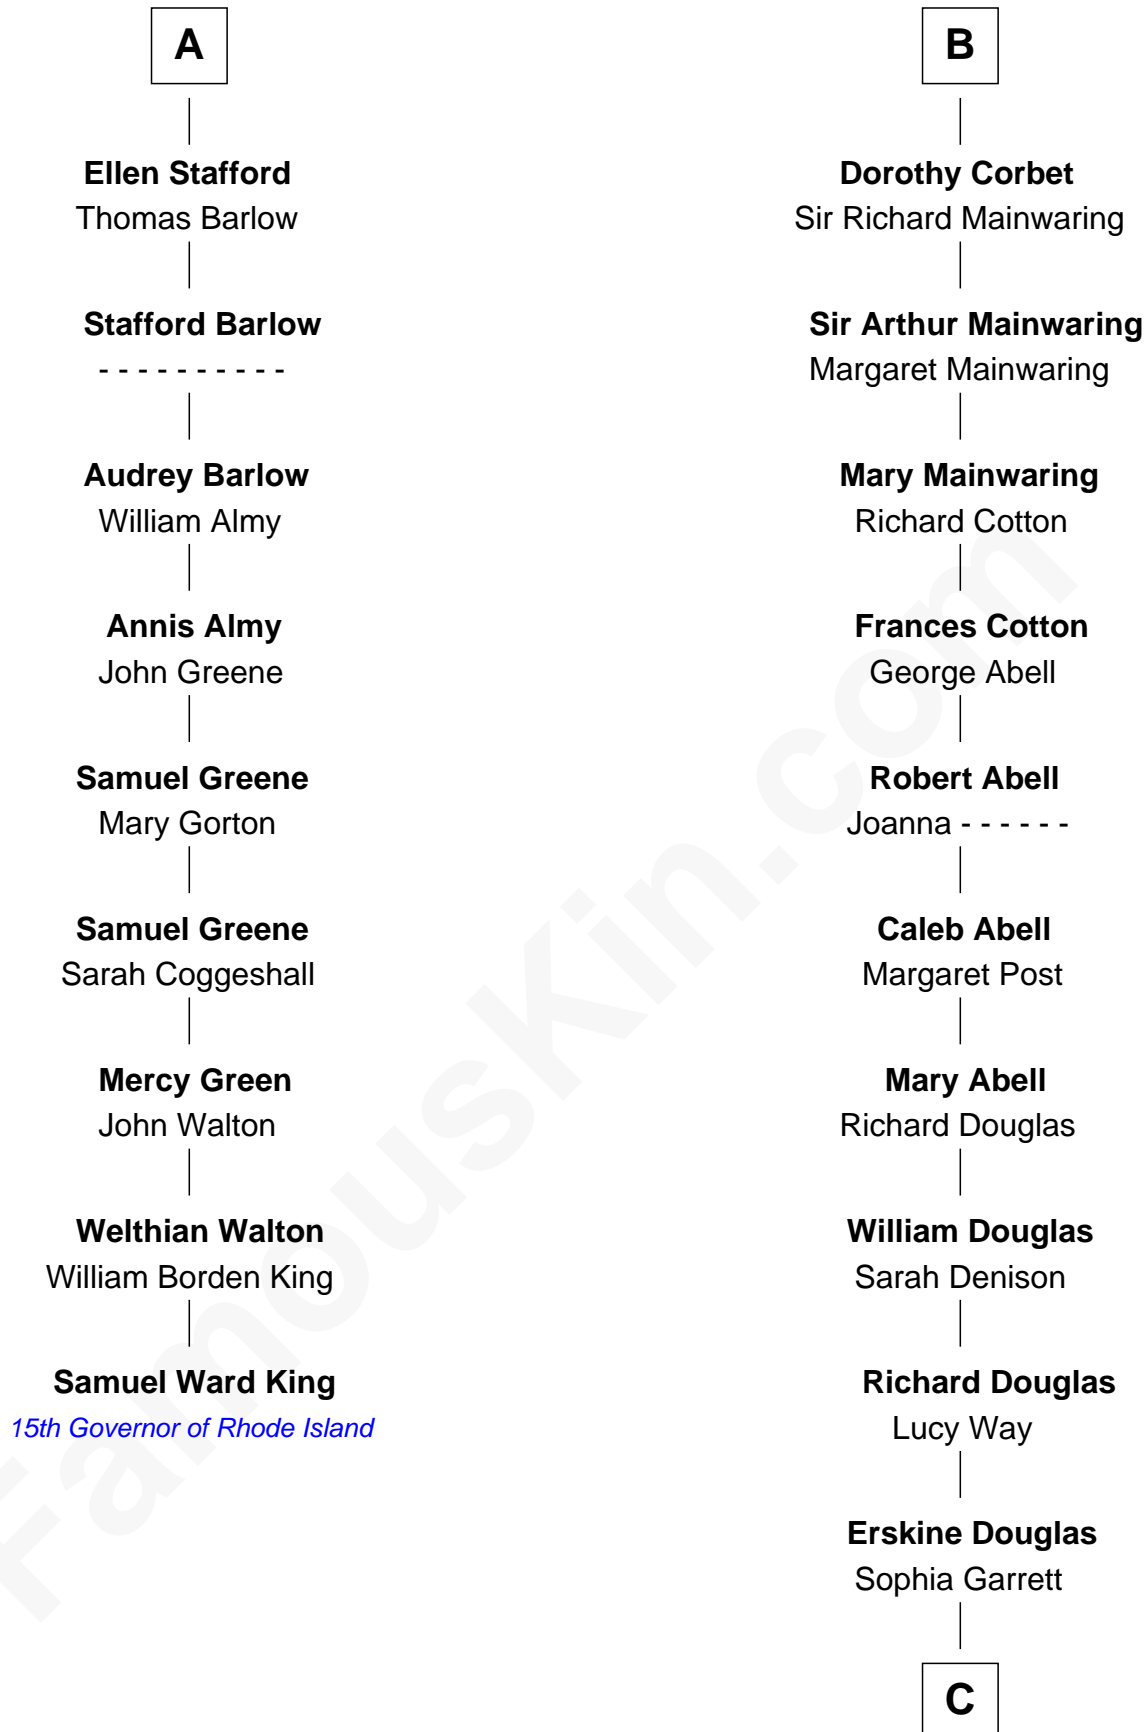 A
Ellen Stafford
Thomas Barlow
Stafford Barlow
- - - - - - - - - -
Audrey Barlow
William Almy
Annis Almy
John Greene
Samuel Greene
Mary Gorton
Samuel Greene
Sarah Coggeshall
Mercy Green
John Walton
Welthian Walton
William Borden King
Samuel Ward King
15th Governor of Rhode Island
B
Dorothy Corbet
Sir Richard Mainwaring
Sir Arthur Mainwaring
Margaret Mainwaring
Mary Mainwaring
Richard Cotton
Frances Cotton
George Abell
Robert Abell
Joanna - - - - - -
Caleb Abell
Margaret Post
Mary Abell
Richard Douglas
William Douglas
Sarah Denison
Richard Douglas
Lucy Way
Erskine Douglas
Sophia Garrett
C
FamousKin.com